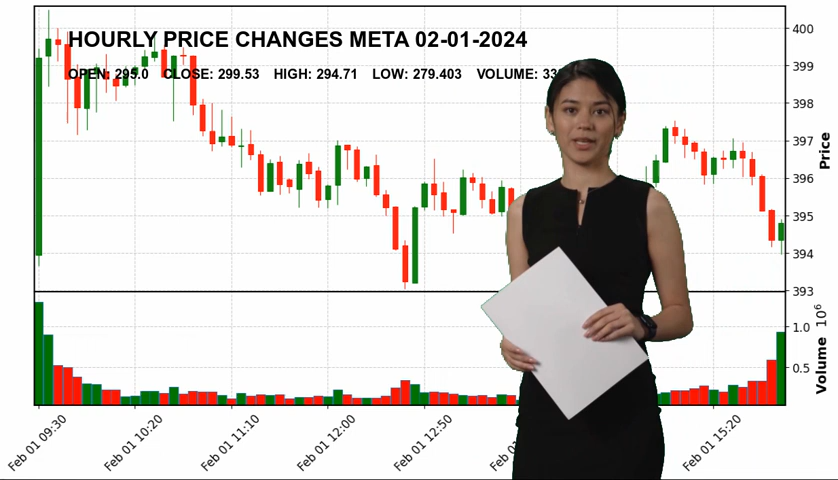 HOURLY PRICE CHANGES META 02-01-2024
OPEN: 295.0 CLOSE: 299.53 HIGH: 294.71 LOW: 279.403 VOLUME:
400
399
398
397
396
395
394
393
Price
1.0
0.5
Volume 10⁶
Feb 01 09:30
Feb 01 10:20
Feb 01 11:10
Feb 01 12:00
Feb 01 12:50
Feb 01 15:20